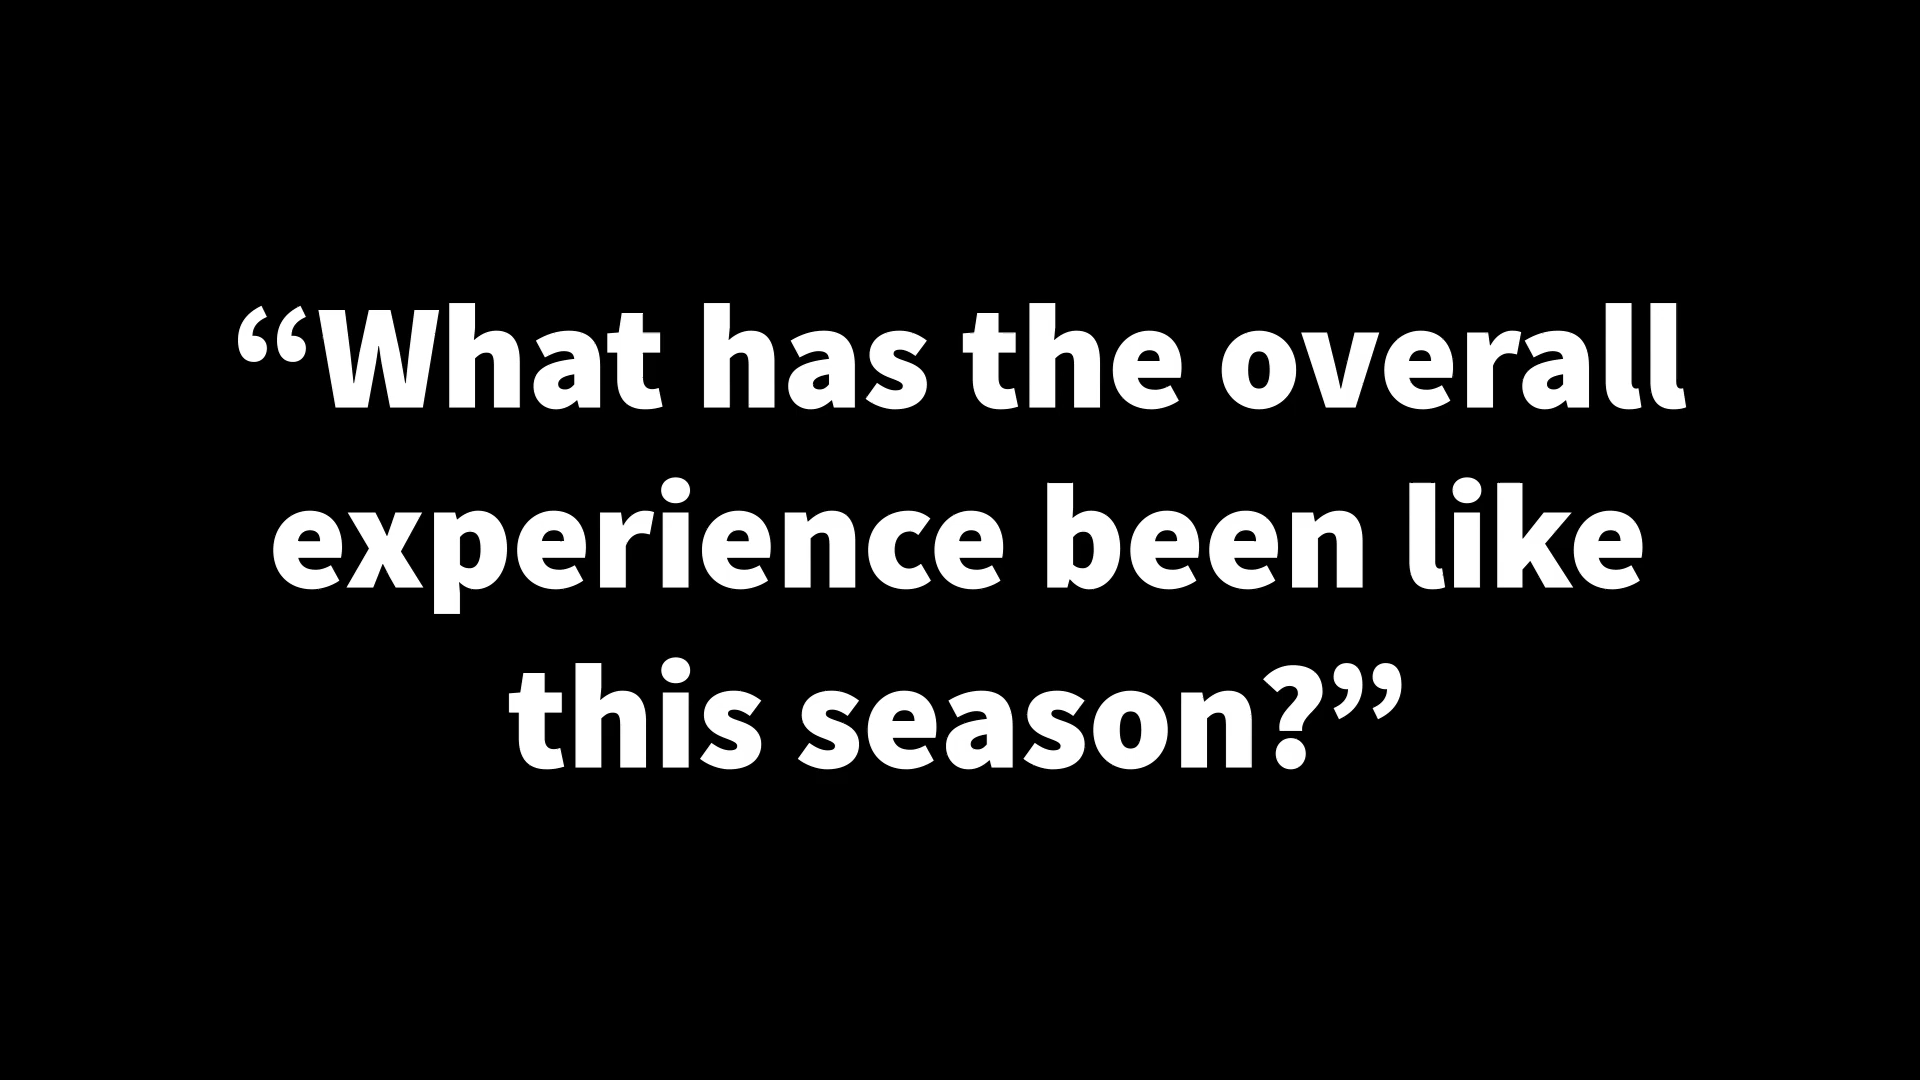 “What has the overall
experience been like
this season?”